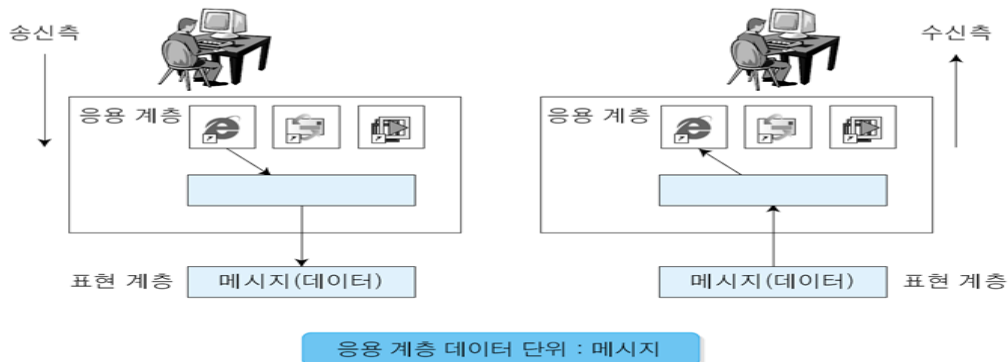 송신측
수신측
응용 계층
응용 계층
표현 계층
메시지(데이터)
메시지(데이터)
표현 계층
응용 계층 데이터 단위 : 메시지